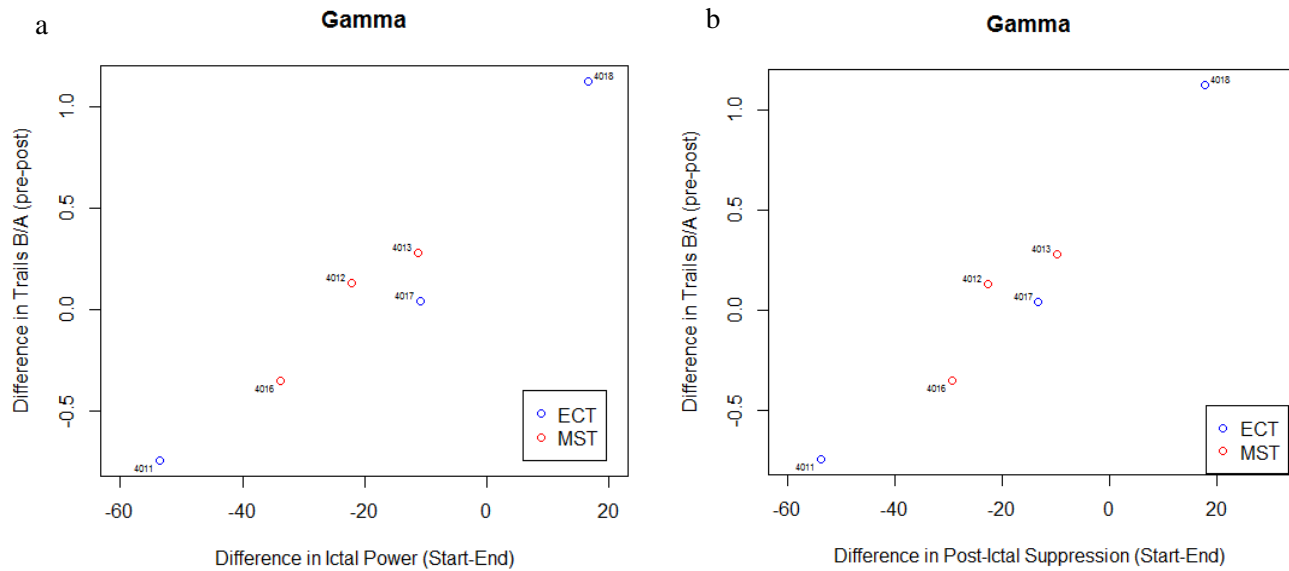 a
Gamma
Difference in Trails B/A (pre-post)
1.0
0.5
0.0
-0.5
4018
4013
4012
4017
4016
4011
ECT
MST
-60 -40 -20 0 20
Difference in Ictal Power (Start-End)
b
Gamma
Difference in Trails B/A (pre-post)
1.0
0.5
0.0
-0.5
4018
4013
4012
4017
4016
4011
ECT
MST
-60 -40 -20 0 20
Difference in Post-Ictal Suppression (Start-End)